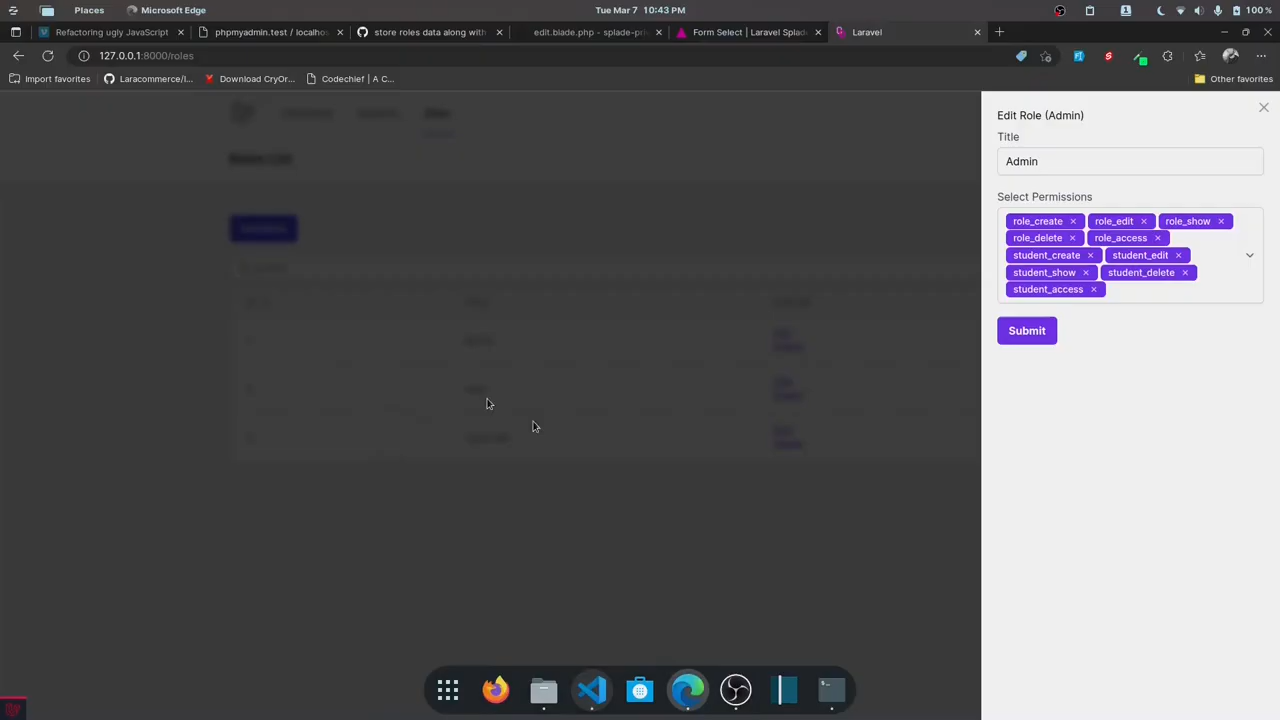 Places
Microsoft Edge
Tue Mar 7 10:43 PM
100 %
Refactoring ugly JavaScript
phpmyadmin.test / localhos
store roles data along with
edit.blade.php - splade-pri
Form Select | Laravel Splad
Laravel
127.0.0.1:8000/roles
Import favorites
Laracommerce/l...
Download CryOr...
Codechief | A C...
Other favorites
Edit Role (Admin)
Title
Admin
Select Permissions
role_create × role_edit × role_show ×
role_delete × role_access ×
student_create × student_edit ×
student_show × student_delete ×
student_access ×
Submit